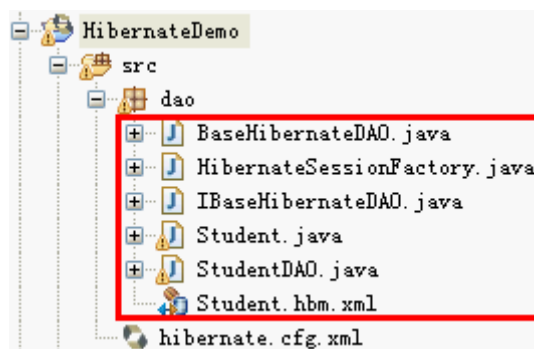 HibernateDemo
src
dao
BaseHibernateDAO.java
HibernateSessionFactory.java
IBaseHibernateDAO.java
Student.java
StudentDAO.java
Student.hbm.xml
hibernate.cfg.xml